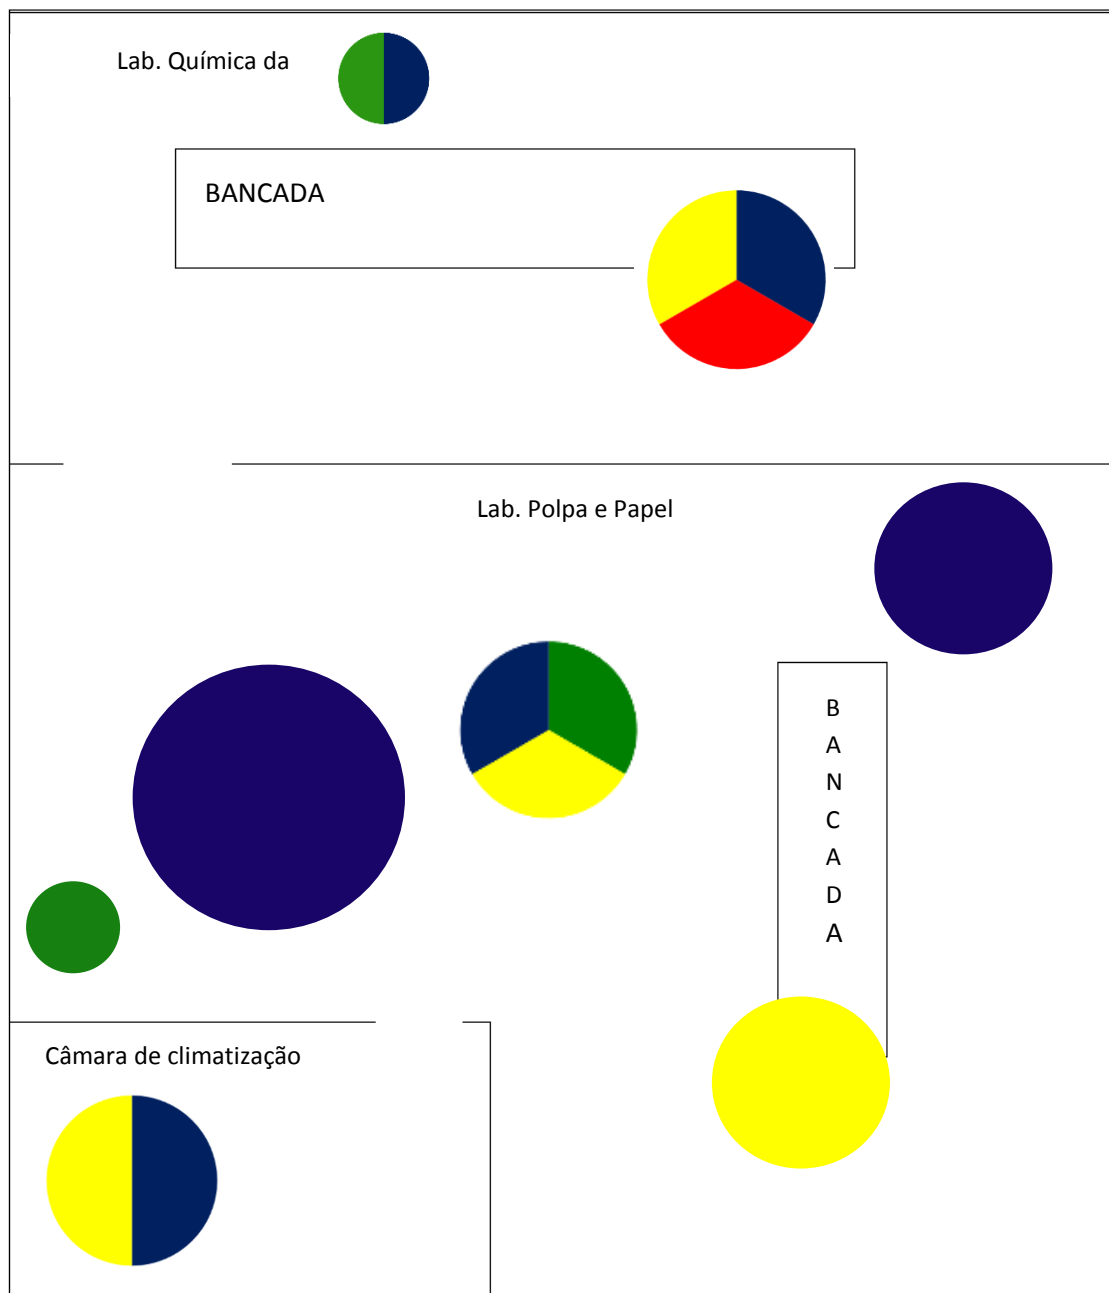 Lab. Química da
BANCADA
Lab. Polpa e Papel
B
A
N
C
A
D
A
Câmara de climatização